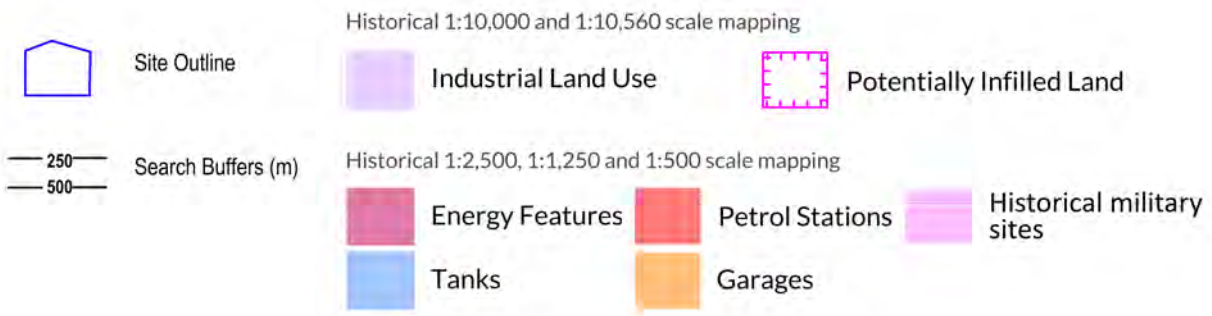 Historical 1:10,000 and 1:10,560 scale mapping
Site Outline
Industrial Land Use
Potentially Infilled Land
250
500
Search Buffers (m)
Historical 1:2,500, 1:1,250 and 1:500 scale mapping
Energy Features
Petrol Stations
Historical military
sites
Tanks
Garages